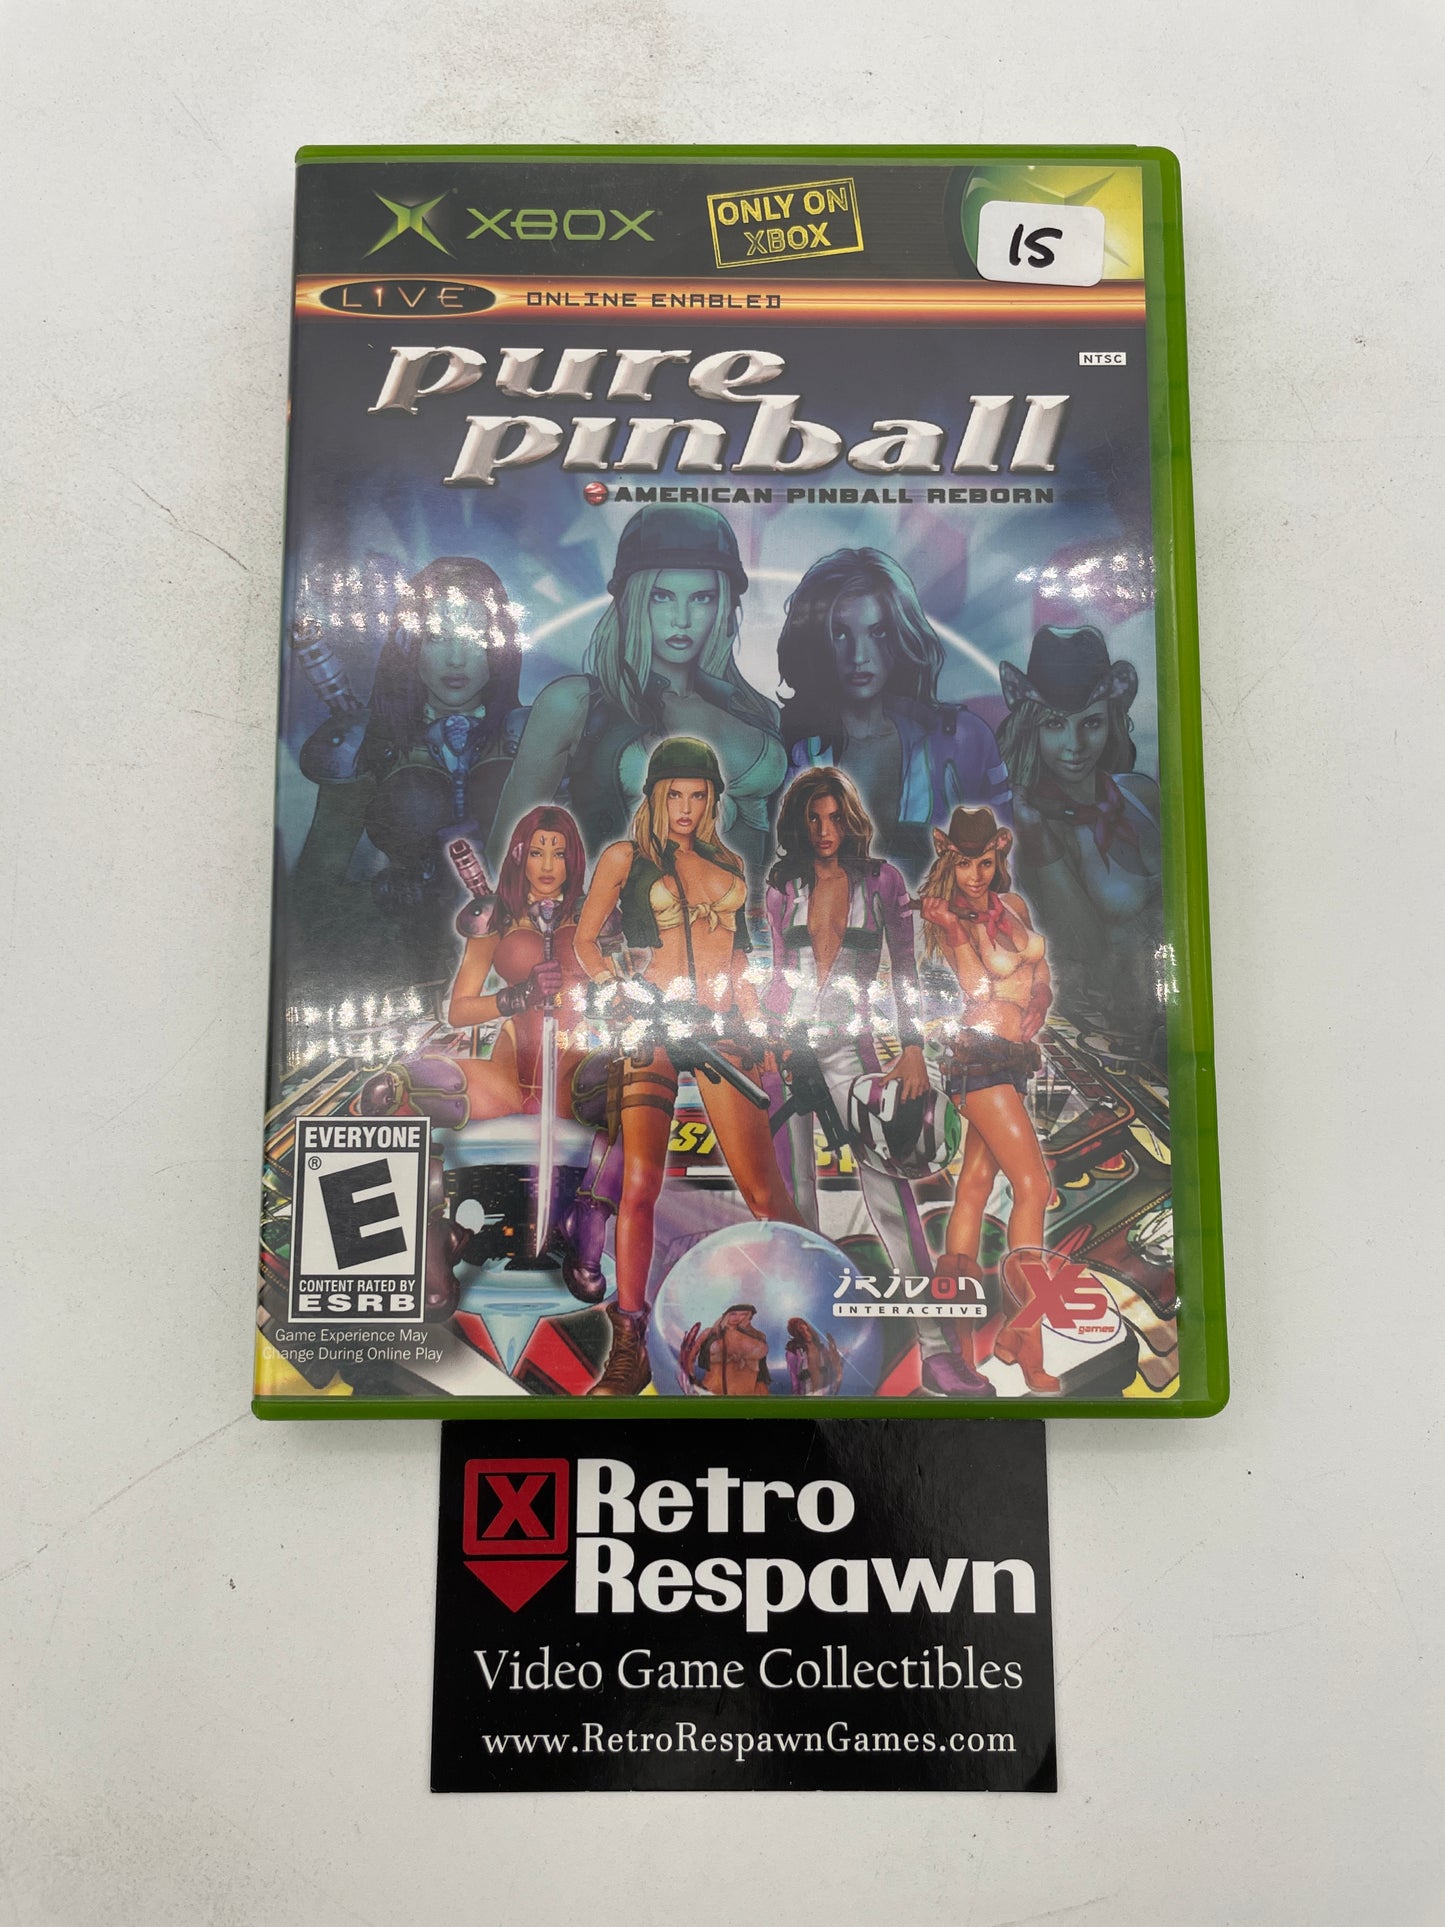 XBOX
ONLY ON
XBOX
15
LIVE™
ONLINE ENABLED
NTSC
pure
pinball
AMERICAN PINBALL REBORN
EVERYONE
E®
CONTENT RATED BY
ESRB
Game Experience May
Change During Online Play
iRiDON
INTERACTIVE
XS
games
X Retro
Respawn
Video Game Collectibles
www.RetroRespawnGames.com